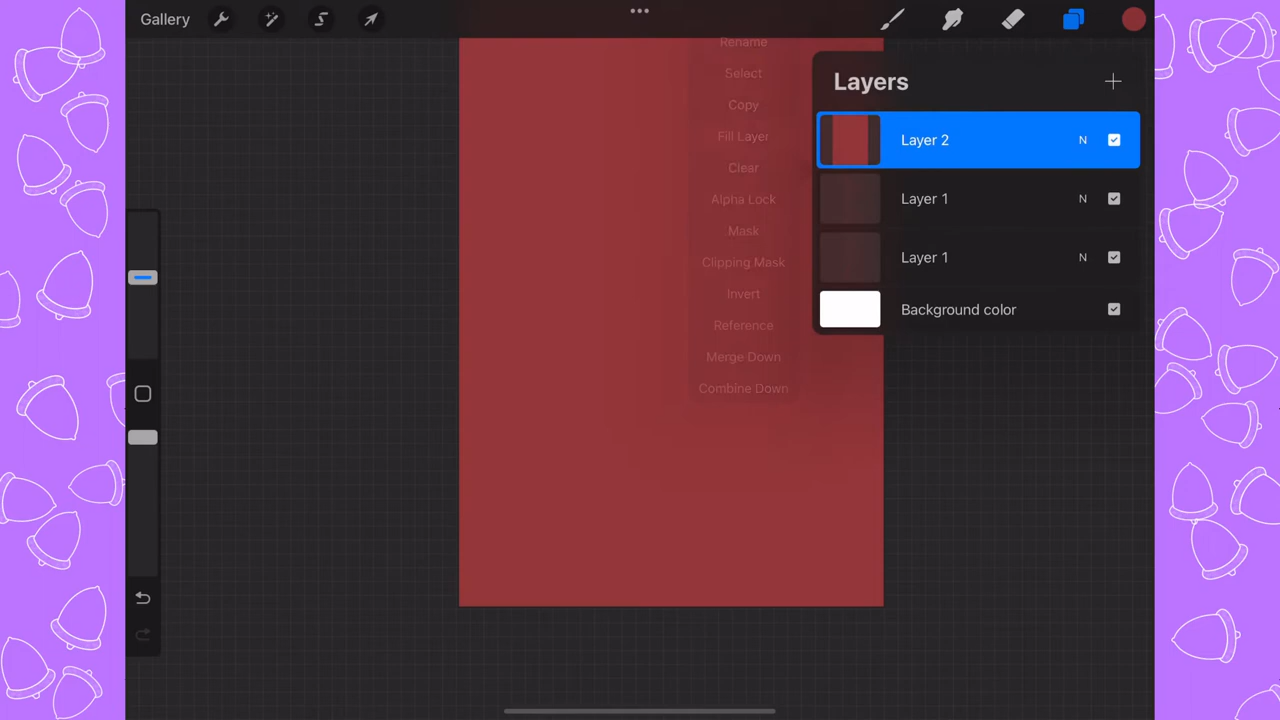 Gallery
Rename
Select
Copy
Fill Layer
Clear
Alpha Lock
Mask
Clipping Mask
Invert
Reference
Merge Down
Combine Down
Layers
Layer 2 N
Layer 1 N
Layer 1 N
Background color